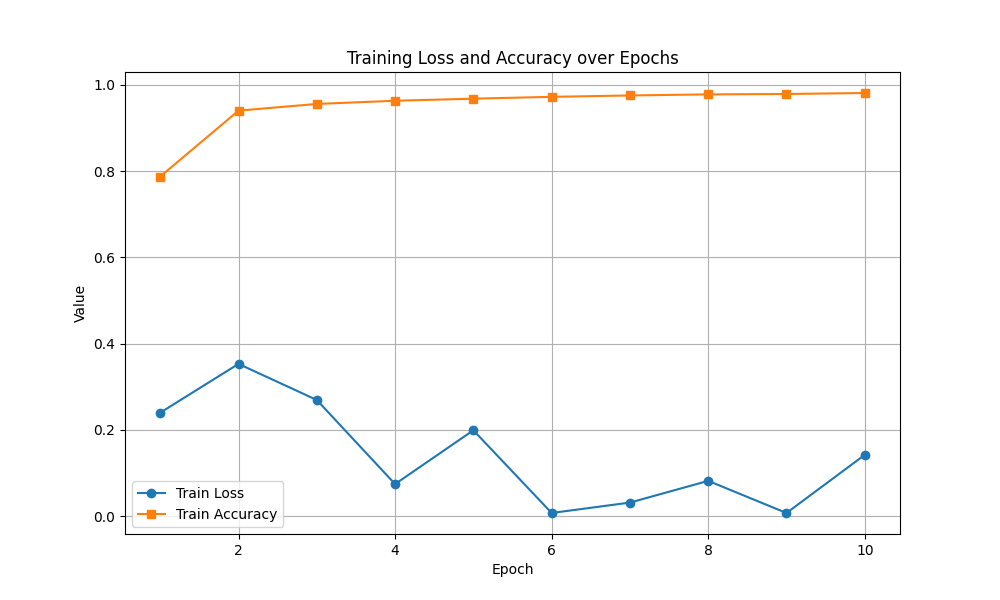 Training Loss and Accuracy over Epochs
1.0
0.8
0.6
0.4
0.2
0.0
Value
Train Loss
Train Accuracy
2 4 6 8 10
Epoch